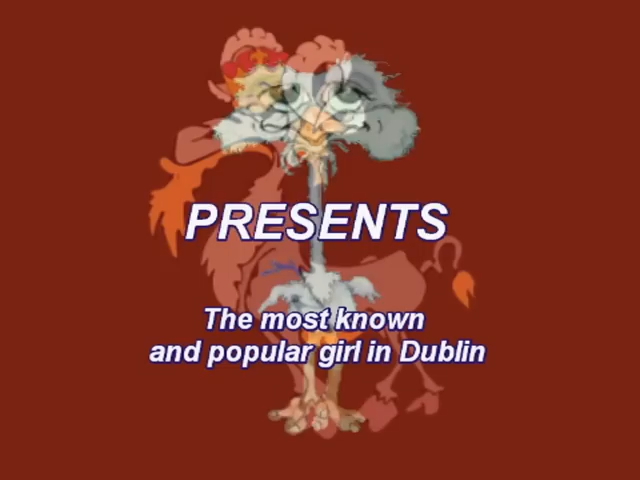 PRESENTS
The most known
and popular girl in Dublin